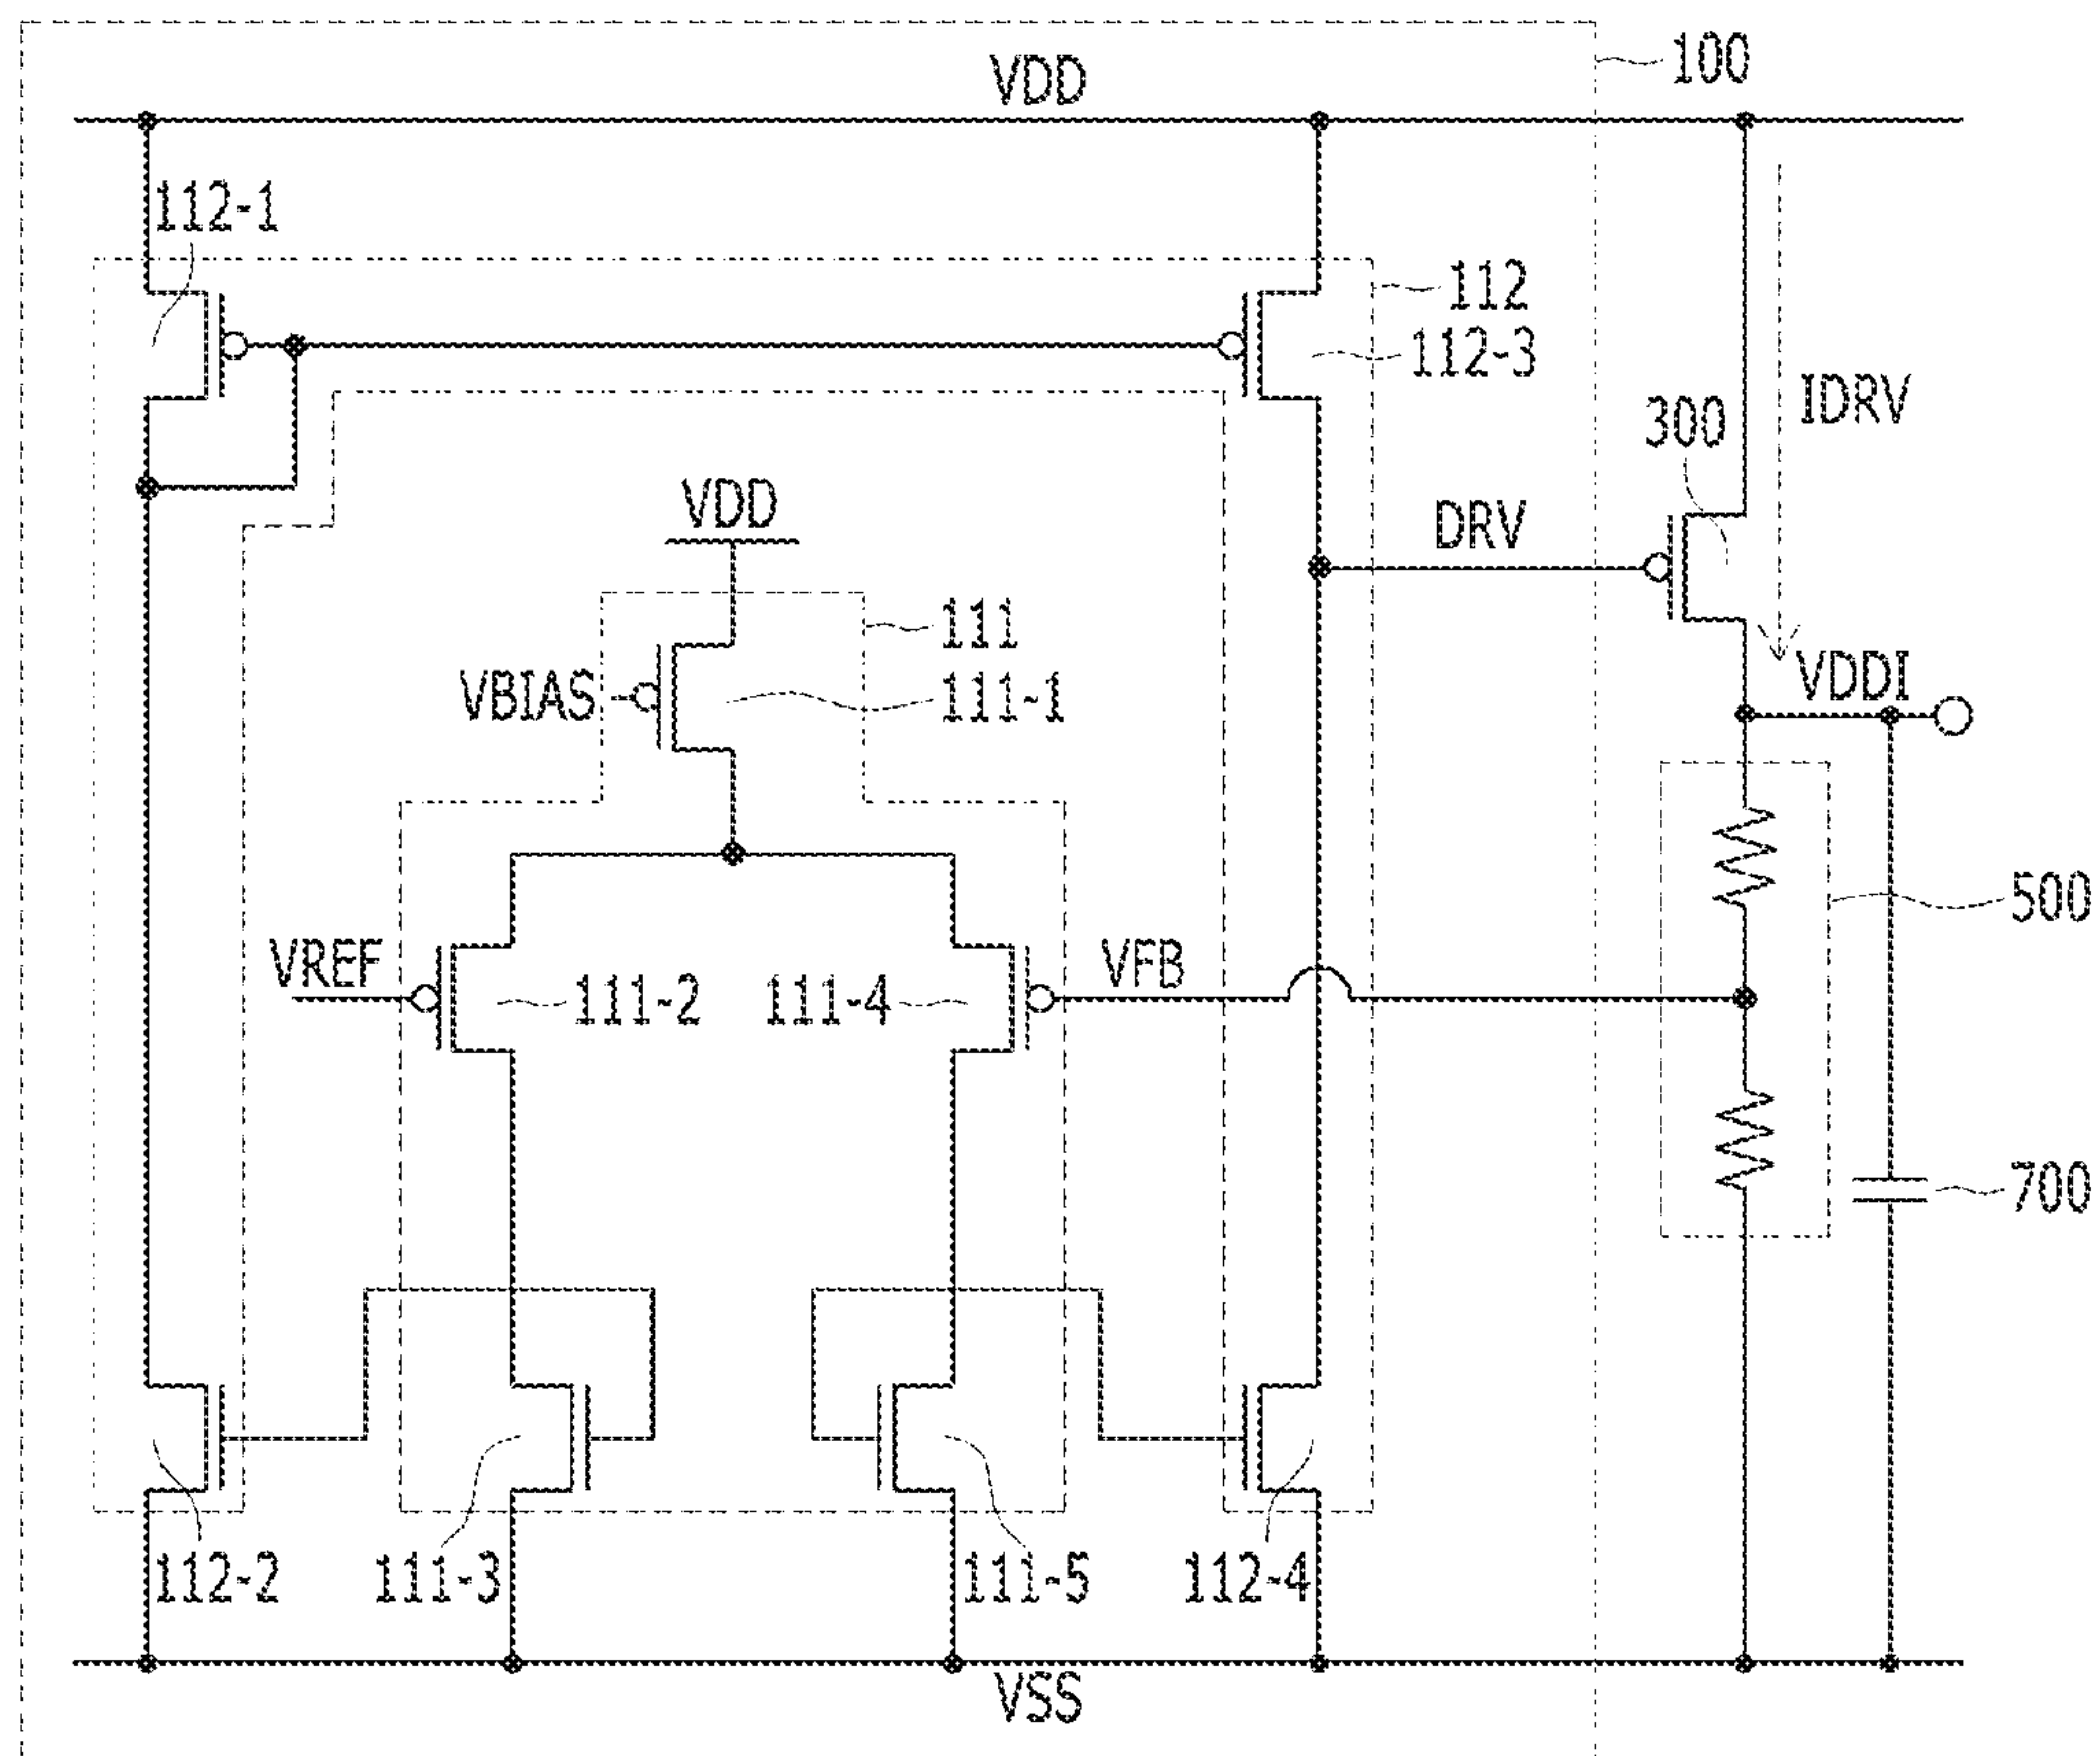 100
VDD
112-1
112
112-3
IDRV
300
VDD
DRV
111
VDDI
VBIAS
111-1
500
VREF
111-2
111-4
VFB
700
112-2
111-3
111-5
112-4
VSS